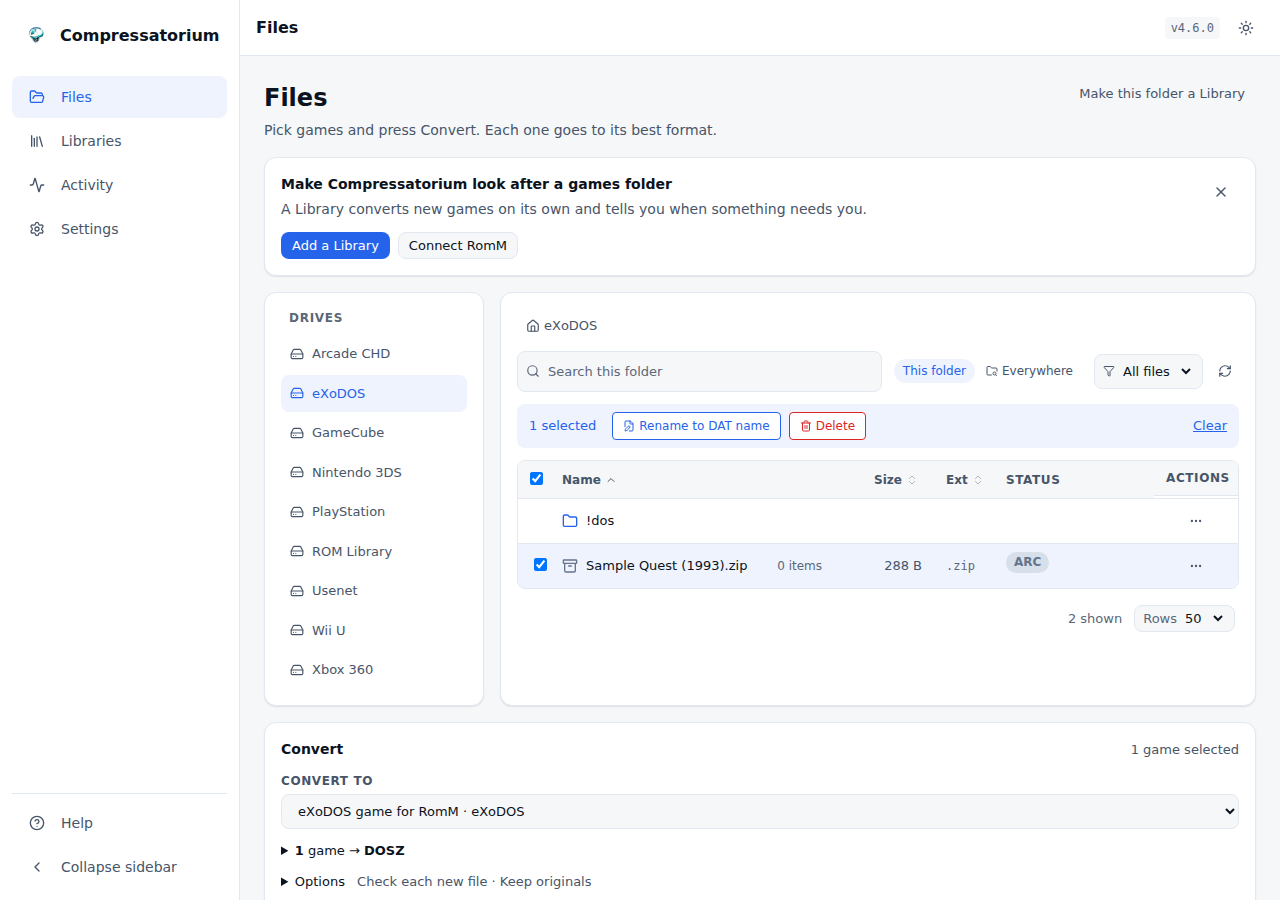 Compressatorium
Files
Libraries
Activity
Settings
Help
Collapse sidebar
Files
v4.6.0
Files
Make this folder a Library
Pick games and press Convert. Each one goes to its best format.
Make Compressatorium look after a games folder
A Library converts new games on its own and tells you when something needs you.
Add a Library
Connect RomM
DRIVES
Arcade CHD
eXoDOS
GameCube
Nintendo 3DS
PlayStation
ROM Library
Usenet
Wii U
Xbox 360
eXoDOS
Search this folder
This folder
Everywhere
All files
1 selected
Rename to DAT name
Delete
Clear
Name Size Ext STATUS ACTIONS
!dos
Sample Quest (1993).zip 0 items 288 B .zip ARC
2 shown
Rows 50
Convert
1 game selected
CONVERT TO
eXoDOS game for RomM · eXoDOS
1 game → DOSZ
Options Check each new file · Keep originals